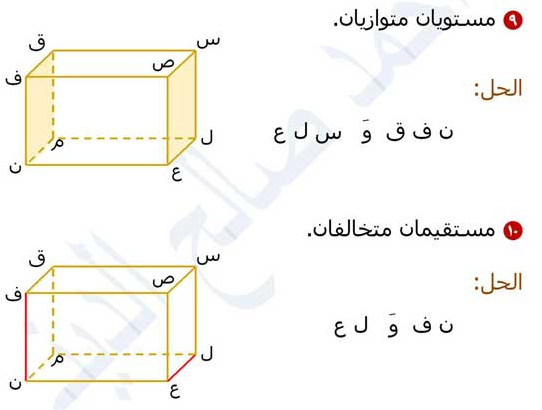 ٩ مستويان متوازيان.
الحل:
ن ف ق وَ س ل ع
ق س
ف ص
م ل
ن ع
١٠ مستقيمان متخالفان.
الحل:
ن ف وَ ل ع
ق س
ف ص
م ل
ن ع